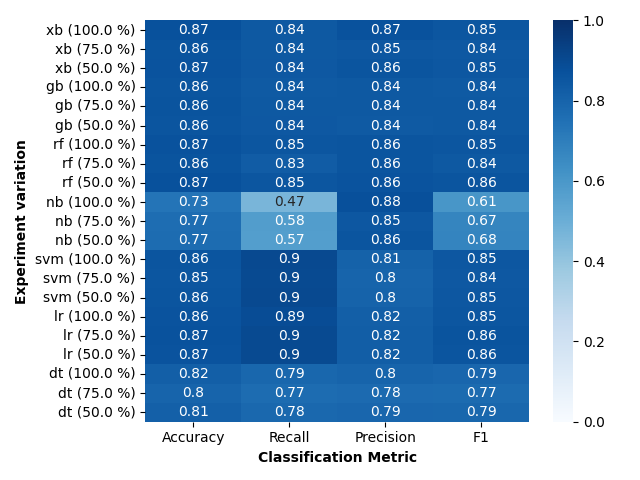 xb (100.0 %) 0.87 0.84 0.87 0.85
xb (75.0 %) 0.86 0.84 0.85 0.84
xb (50.0 %) 0.87 0.84 0.86 0.85
gb (100.0 %) 0.86 0.84 0.84 0.84
gb (75.0 %) 0.86 0.84 0.84 0.84
gb (50.0 %) 0.86 0.84 0.84 0.84
rf (100.0 %) 0.87 0.85 0.86 0.85
rf (75.0 %) 0.86 0.83 0.86 0.84
rf (50.0 %) 0.87 0.85 0.86 0.86
nb (100.0 %) 0.73 0.47 0.88 0.61
nb (75.0 %) 0.77 0.58 0.85 0.67
nb (50.0 %) 0.77 0.57 0.86 0.68
svm (100.0 %) 0.86 0.9 0.81 0.85
svm (75.0 %) 0.85 0.9 0.8 0.84
svm (50.0 %) 0.86 0.9 0.8 0.85
lr (100.0 %) 0.86 0.89 0.82 0.85
lr (75.0 %) 0.87 0.9 0.82 0.86
lr (50.0 %) 0.87 0.9 0.82 0.86
dt (100.0 %) 0.82 0.79 0.8 0.79
dt (75.0 %) 0.8 0.77 0.78 0.77
dt (50.0 %) 0.81 0.78 0.79 0.79
Accuracy Recall Precision F1
Classification Metric
Experiment variation
1.0
0.8
0.6
0.4
0.2
0.0